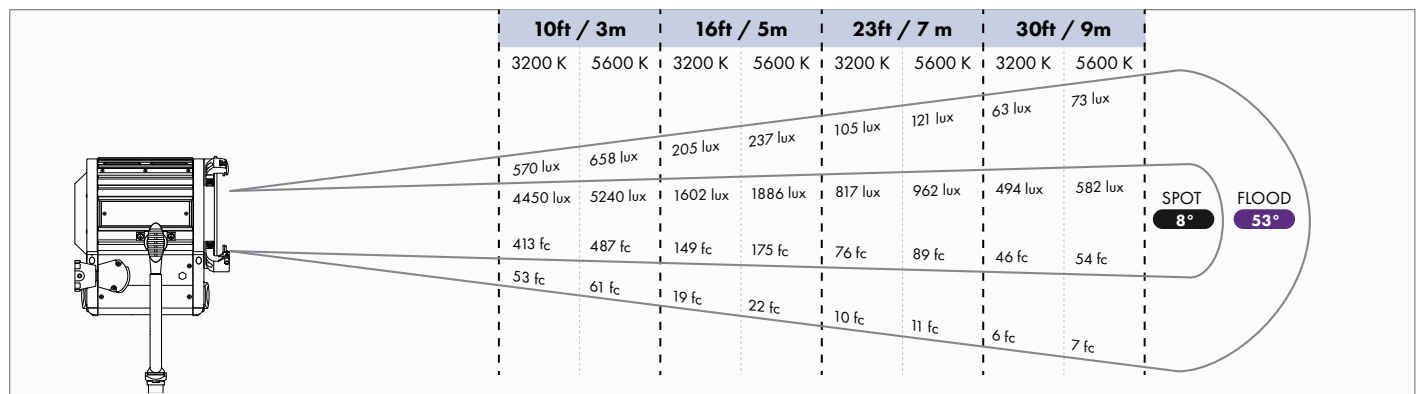 10ft / 3m 16ft / 5m 23ft / 7 m 30ft / 9m
3200 K 5600 K 3200 K 5600 K 3200 K 5600 K 3200 K 5600 K
570 lux 658 lux 205 lux 237 lux 105 lux 121 lux 63 lux 73 lux
4450 lux 5240 lux 1602 lux 1886 lux 817 lux 962 lux 494 lux 582 lux
SPOT FLOOD
8° 53°
413 fc 487 fc 149 fc 175 fc 76 fc 89 fc 46 fc 54 fc
53 fc 61 fc 19 fc 22 fc 10 fc 11 fc 6 fc 7 fc